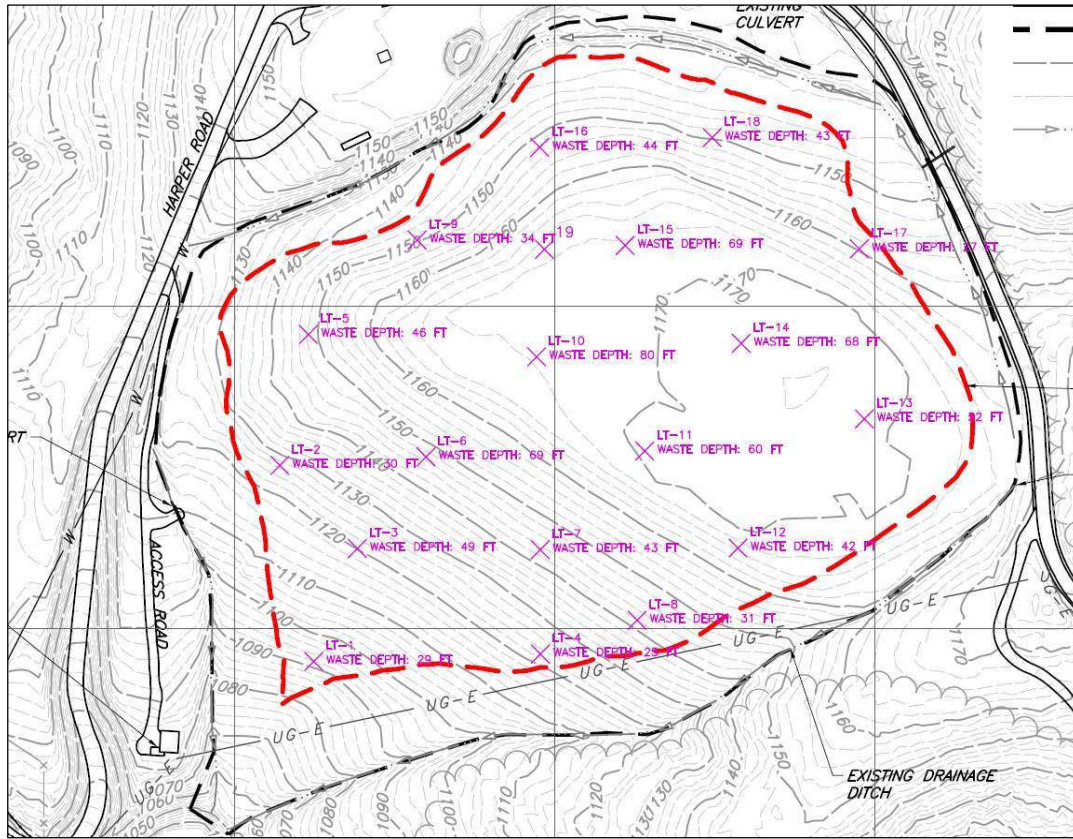 EXISTING
CULVERT
HARPER ROAD
LT-16
WASTE DEPTH: 44 FT
LT-18
WASTE DEPTH: 43 FT
LT-9
WASTE DEPTH: 34 FT
19
LT-15
WASTE DEPTH: 69 FT
LT-17
LT-5
WASTE DEPTH: 46 FT
LT-10
WASTE DEPTH: 80 FT
LT-14
WASTE DEPTH: 68 FT
LT-13
LT-2
WASTE DEPTH: 30 FT
LT-6
WASTE DEPTH: 69 FT
LT-11
WASTE DEPTH: 60 FT
RT
LT-3
WASTE DEPTH: 49 FT
LT-7
WASTE DEPTH: 43 FT
LT-12
WASTE DEPTH: 42 FT
ACCESS ROAD
LT-8
WASTE DEPTH: 31 FT
LT-1
WASTE DEPTH: 29 FT
LT-4
UG-E
UG-E
UG-E
UG-E
UG-E
EXISTING DRAINAGE
DITCH
1130
1140
1150
1160
1170
1120
1110
1100
1090
1080